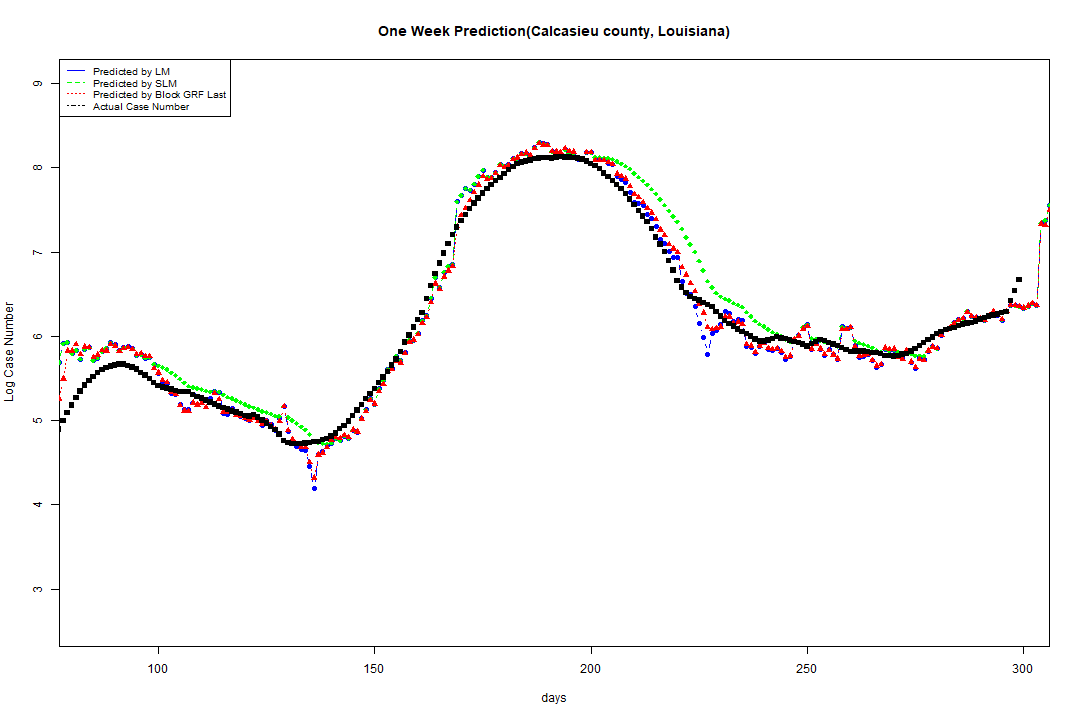 One Week Prediction(Calcasieu county, Louisiana)
Predicted by LM
Predicted by SLM
Predicted by Block GRF Last
Actual Case Number
Log Case Number
9
8
7
6
5
4
3
100 150 200 250 300
days